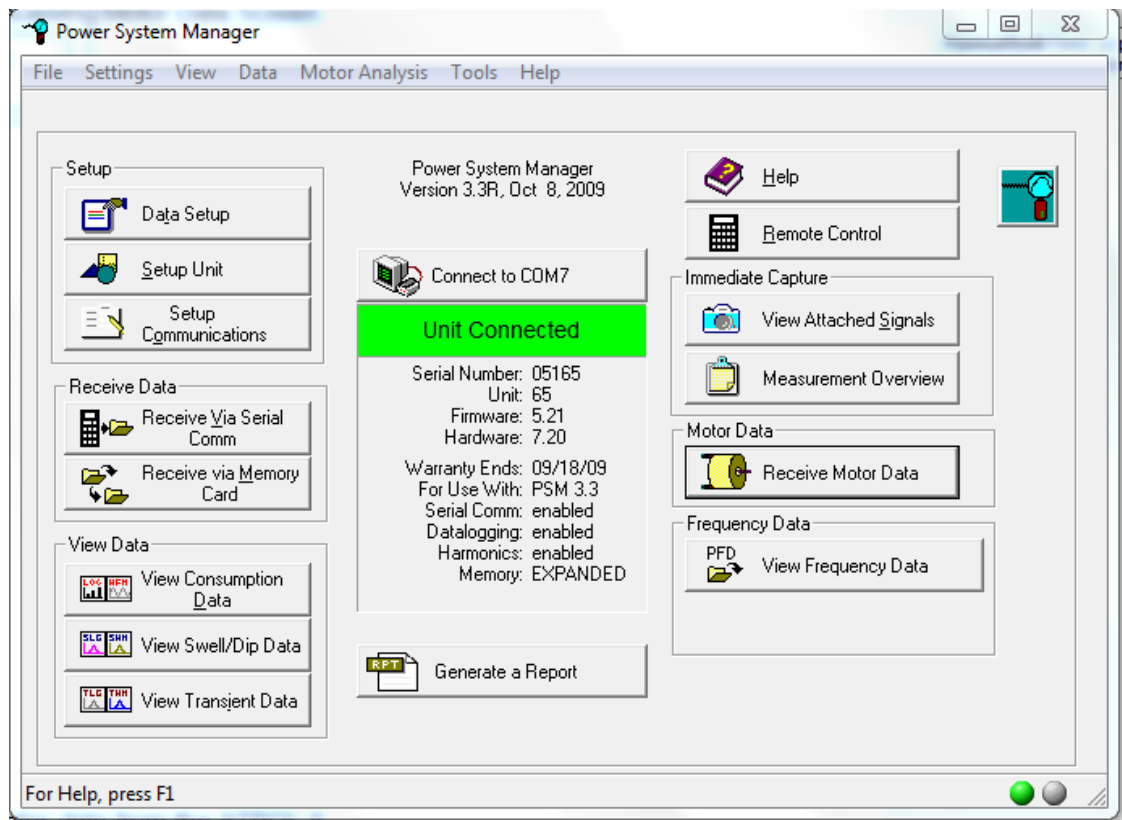 Power System Manager
File Settings View Data Motor Analysis Tools Help
Setup
Data Setup
Setup Unit
Setup
Communications
Receive Data
Receive Via Serial
Comm
Receive via Memory
Card
View Data
LOG WFM
View Consumption
Data
SLG SWM
View Swell/Dip Data
TLG TWM
View Transient Data
Power System Manager
Version 3.3R, Oct 8, 2009
Connect to COM7
Unit Connected
Serial Number: 05165
Unit: 65
Firmware: 5.21
Hardware: 7.20
Warranty Ends: 09/18/09
For Use With: PSM 3.3
Serial Comm: enabled
Datalogging: enabled
Harmonics: enabled
Memory: EXPANDED
RPT
Generate a Report
Help
Remote Control
Immediate Capture
View Attached Signals
Measurement Overview
Motor Data
Receive Motor Data
Frequency Data
PFD
View Frequency Data
For Help, press F1